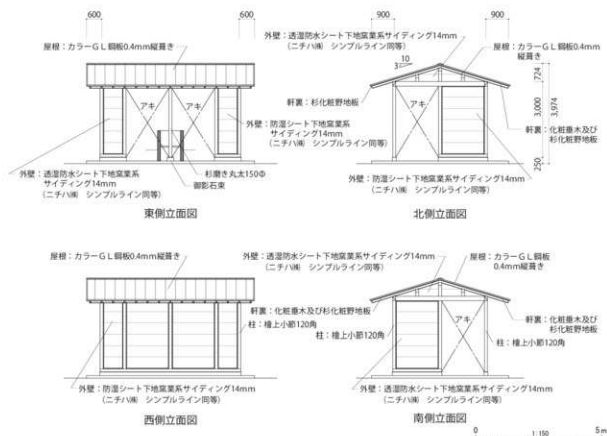 600
600
屋根：カラーGL鋼板0.4mm縦葺き
アキ
アキ
外壁：防湿シート下地窯業系
サイディング14mm
（ニチハ㈱　シンプルライン同等）
外壁：透湿防水シート下地窯業系
サイディング14mm
（ニチハ㈱　シンプルライン同等）
杉磨き丸太150Φ
御影石束
東側立面図
900
900
外壁：透湿防水シート下地窯業系サイディング14mm
（ニチハ㈱　シンプルライン同等）
屋根：カラーGL鋼板0.4mm
縦葺き
10
3
軒裏：杉化粧野地板
アキ
724
3,000
3,974
250
軒裏：化粧垂木及び
杉化粧野地板
外壁：防湿シート下地窯業系サイディング14mm
（ニチハ㈱　シンプルライン同等）
北側立面図
屋根：カラーGL鋼板0.4mm縦葺き
軒裏：化粧垂木及び杉化粧野地板
柱：檜上小節120角
外壁：防湿シート下地窯業系サイディング14mm
（ニチハ㈱　シンプルライン同等）
西側立面図
外壁：透湿防水シート下地窯業系サイディング14mm
（ニチハ㈱　シンプルライン同等）
屋根：カラーGL鋼板
0.4mm縦葺き
アキ
柱：檜上小節120角
軒裏：化粧垂木及び
杉化粧野地板
柱：檜上小節120角
外壁：透湿防水シート下地窯業系サイディング14mm
（ニチハ㈱　シンプルライン同等）
南側立面図
0
1:150
5m